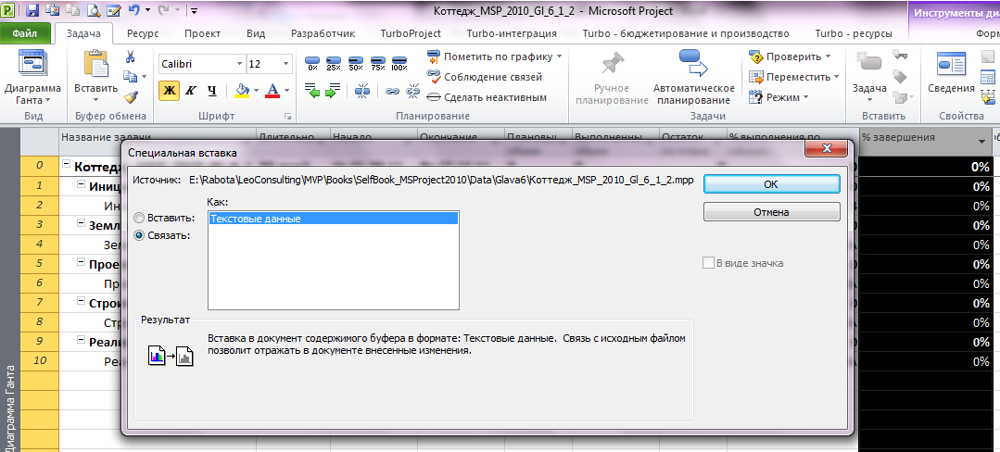 Коттедж_MSP_2010_Gl_6_1_2 - Microsoft Project
Инструменты ди
Файл Задача Ресурс Проект Вид Разработчик TurboProject Turbo-интеграция Turbo - бюджетирование и производство Turbo - ресурсы Форм
Диаграмма Ганта
Вставить
Calibri 12
Ж К Ч
0% 25% 50% 75% 100%
Пометить по графику
Соблюдение связей
Сделать неактивным
Ручное планирование
Автоматическое планирование
Проверить
Переместить
Режим
Задача
Сведения
Вид Буфер обмена Шрифт Планирование Задачи Вставить Свойства
Название задачи Длительно Начало Окончание Плановы Выполненны Остаток % выполнения по % завершения
Специальная вставка
Источник: E:\Rabota\LeoConsulting\MVP\Books\SelfBook_MSProject2010\Data\Glava6\Коттедж_MSP_2010_Gl_6_1_2.mpp
OK
Отмена
Как:
Вставить:
Связать:
Текстовые данные
В виде значка
Результат
Вставка в документ содержимого буфера в формате: Текстовые данные. Связь с исходным файлом
позволит отражать в документе внесенные изменения.
0 Коттед 0%
1 Иниц 0%
2 Ин 0%
3 Земл 0%
4 Зе 0%
5 Прое 0%
6 Пр 0%
7 Строи 0%
8 Стр 0%
9 Реали 0%
10 Реа 0%
Диаграмма Ганта